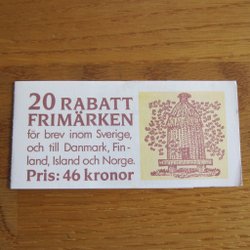 20 RABATT
FRIMÄRKEN
för brev inom Sverige,
och till Danmark, Fin-
land, Island och Norge.
Pris: 46 kronor